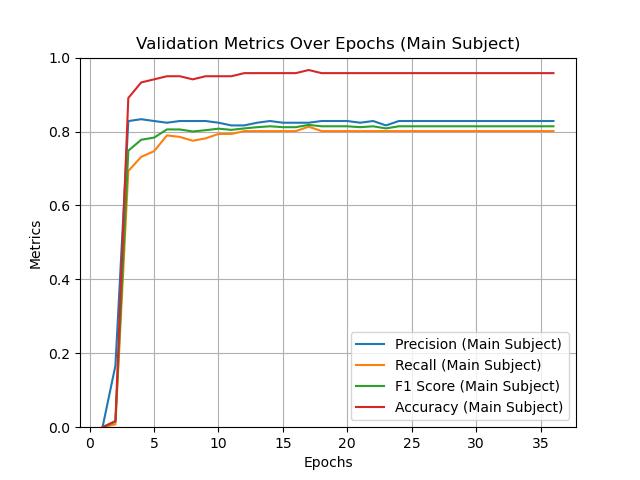 Validation Metrics Over Epochs (Main Subject)
1.0
0.8
0.6
0.4
0.2
0.0
Metrics
Precision (Main Subject)
Recall (Main Subject)
F1 Score (Main Subject)
Accuracy (Main Subject)
0 5 10 15 20 25 30 35
Epochs